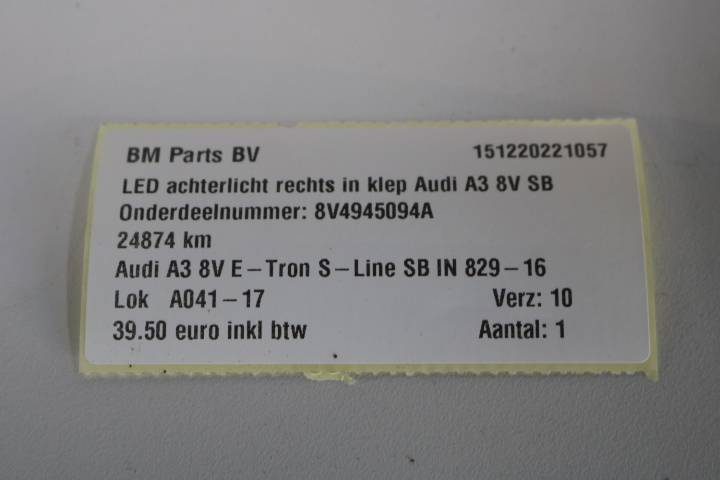 BM Parts BV 151220221057
LED achterlicht rechts in klep Audi A3 8V SB
Onderdeelnummer: 8V4945094A
24874 km
Audi A3 8V E-Tron S-Line SB IN 829-16
Lok A041-17 Verz: 10
39.50 euro inkl btw Aantal: 1